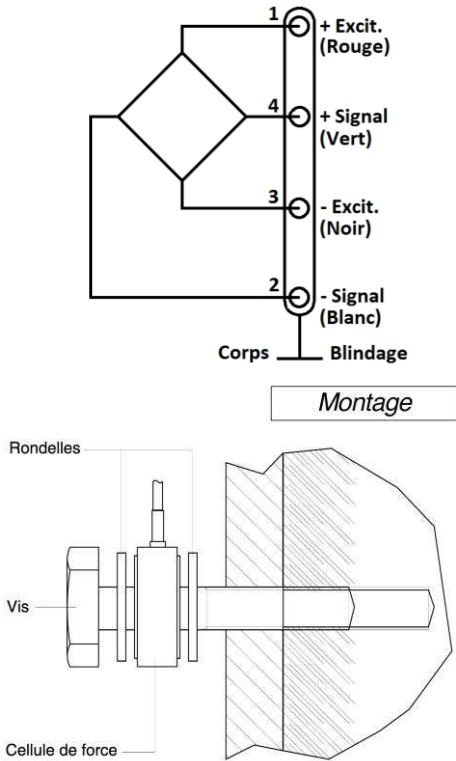 1
+ Excit.
(Rouge)
4
+ Signal
(Vert)
3
- Excit.
(Noir)
2
- Signal
(Blanc)
Corps
Blindage
Montage
Rondelles
Vis
Cellule de force